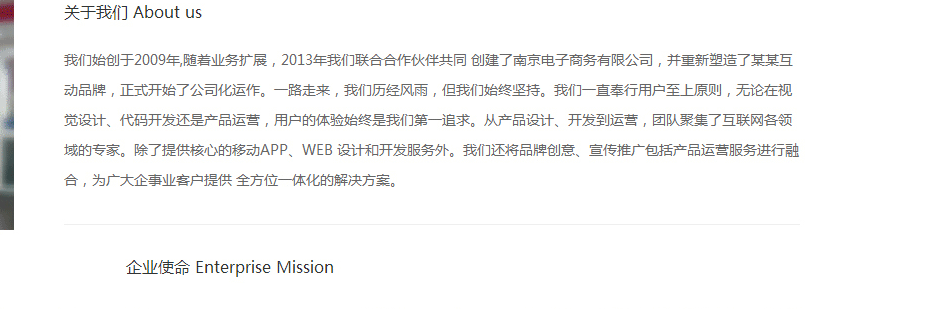 关于我们 About us
我们始创于2009年,随着业务扩展，2013年我们联合合作伙伴共同 创建了南京电子商务有限公司，并重新塑造了某某互
动品牌，正式开始了公司化运作。一路走来，我们历经风雨，但我们始终坚持。我们一直奉行用户至上原则，无论在视
觉设计、代码开发还是产品运营，用户的体验始终是我们第一追求。从产品设计、开发到运营，团队聚集了互联网各领
域的专家。除了提供核心的移动APP、WEB 设计和开发服务外。我们还将品牌创意、宣传推广包括产品运营服务进行融
合，为广大企事业客户提供 全方位一体化的解决方案。
企业使命 Enterprise Mission